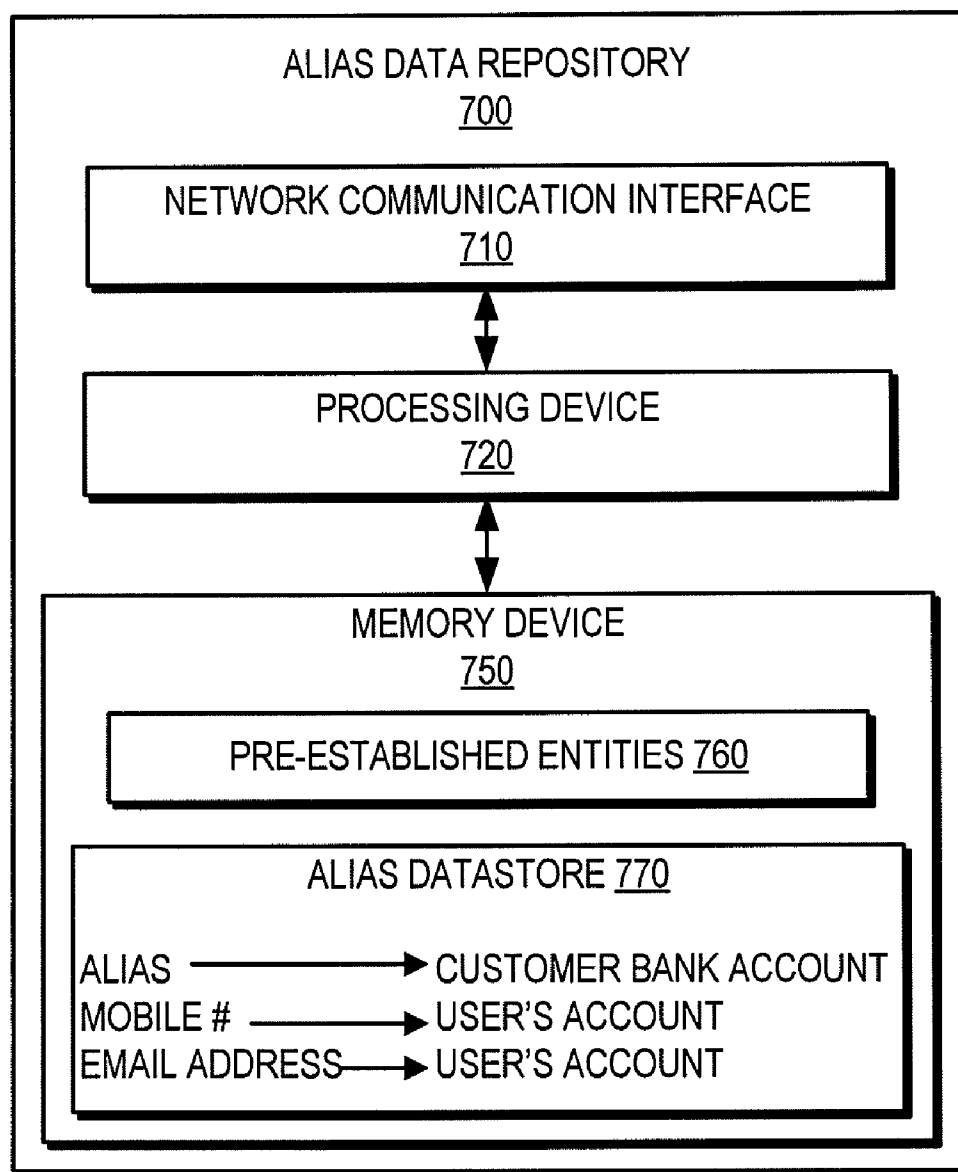 ALIAS DATA REPOSITORY
700
NETWORK COMMUNICATION INTERFACE
710
PROCESSING DEVICE
720
MEMORY DEVICE
750
PRE-ESTABLISHED ENTITIES 760
ALIAS DATASTORE 770
ALIAS CUSTOMER BANK ACCOUNT
MOBILE # USER'S ACCOUNT
EMAIL ADDRESS USER'S ACCOUNT